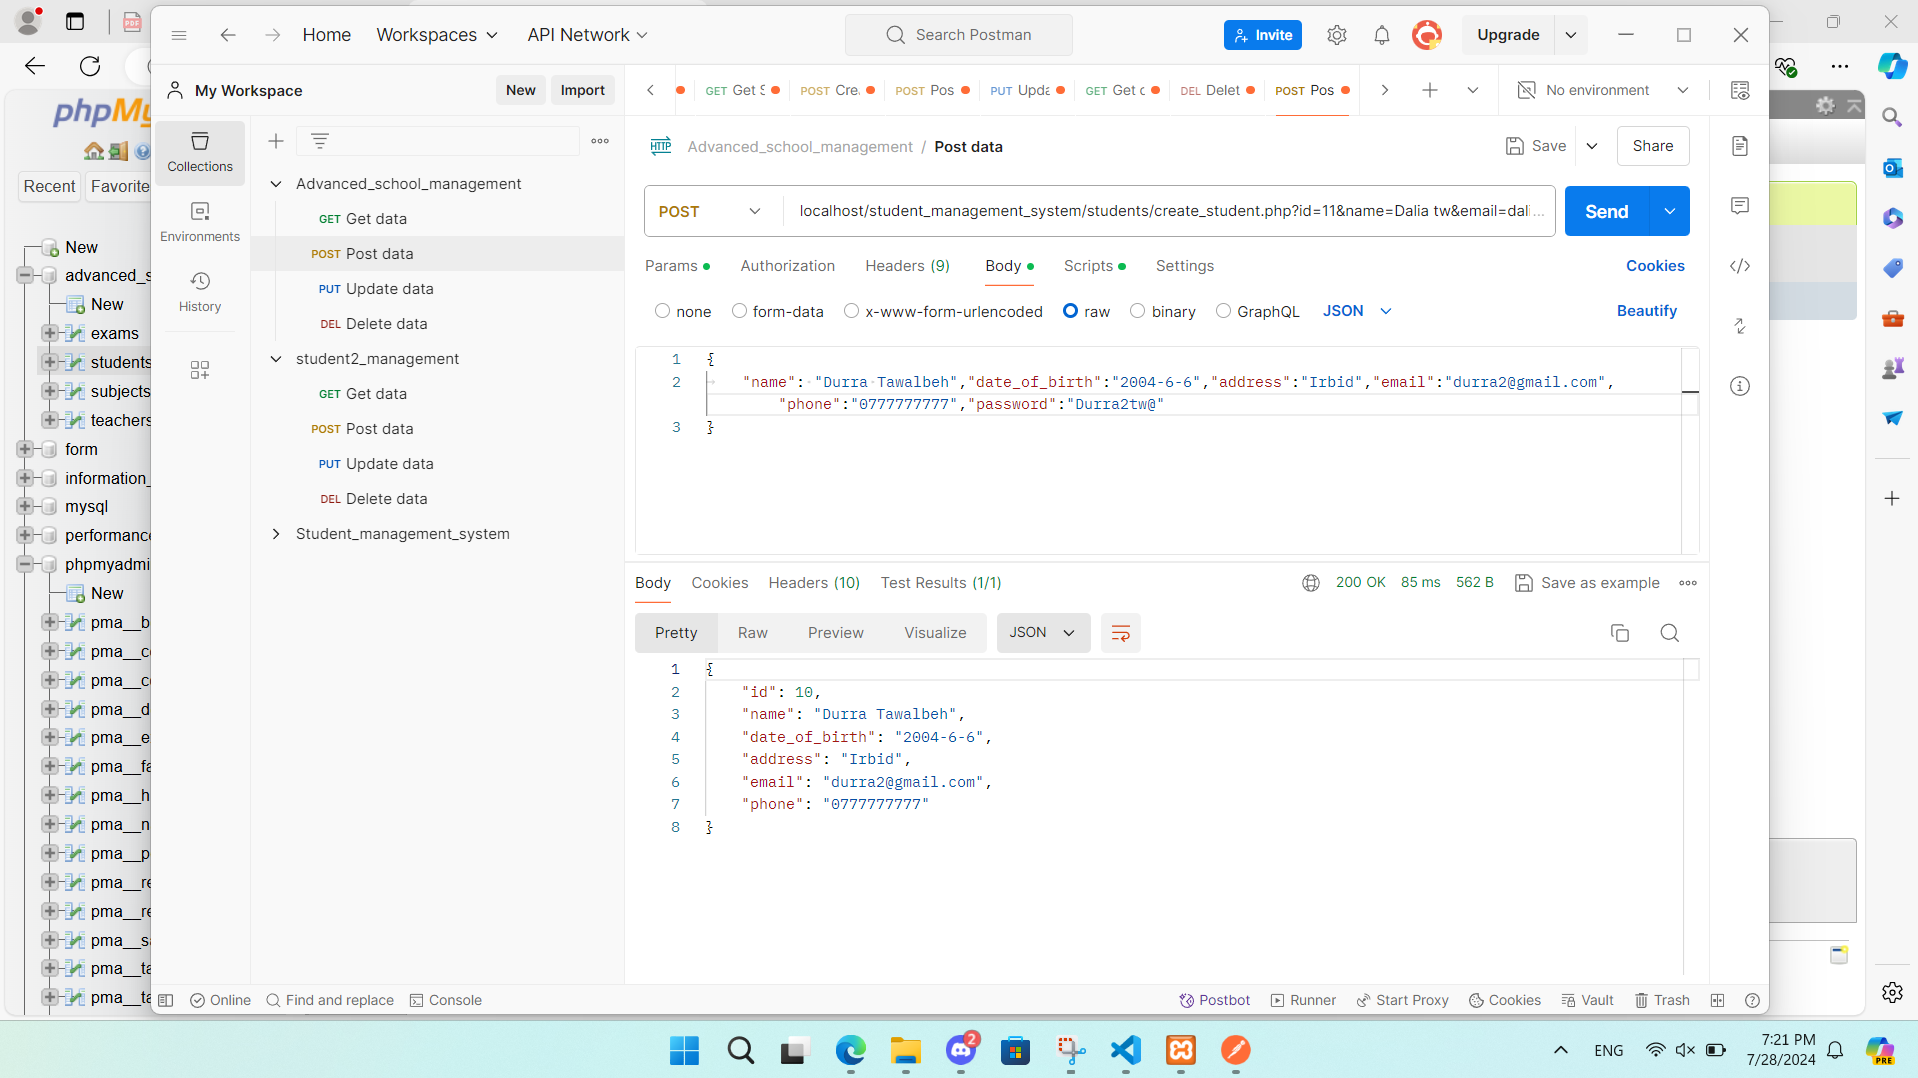 Home
Workspaces
API Network
Search Postman
Invite
Upgrade
phpMy
Recent
Favorite
New
advanced_s
New
exams
students
subjects
teachers
form
information_
mysql
performance
phpmyadmi
New
pma__b
pma__c
pma__c
pma__d
pma__e
pma__fa
pma__h
pma__n
pma__p
pma__re
pma__re
pma__sa
pma__ta
pma__ta
My Workspace
New
Import
Collections
Environments
History
Advanced_school_management
GET Get data
POST Post data
PUT Update data
DEL Delete data
student2_management
GET Get data
POST Post data
PUT Update data
DEL Delete data
Student_management_system
GET Get S
POST Cre
POST Pos
PUT Upda
GET Get c
DEL Delet
POST Pos
No environment
HTTP
Advanced_school_management / Post data
Save
Share
POST
localhost/student_management_system/students/create_student.php?id=11&name=Dalia tw&email=dali...
Send
Params
Authorization
Headers (9)
Body
Scripts
Settings
Cookies
none
form-data
x-www-form-urlencoded
raw
binary
GraphQL
JSON
Beautify
1 {
2 "name": "Durra Tawalbeh","date_of_birth":"2004-6-6","address":"Irbid","email":"durra2@gmail.com",
"phone":"0777777777","password":"Durra2tw@"
3 }
Body
Cookies
Headers (10)
Test Results (1/1)
200 OK
85 ms
562 B
Save as example
Pretty
Raw
Preview
Visualize
JSON
1 {
2 "id": 10,
3 "name": "Durra Tawalbeh",
4 "date_of_birth": "2004-6-6",
5 "address": "Irbid",
6 "email": "durra2@gmail.com",
7 "phone": "0777777777"
8 }
Online
Find and replace
Console
Postbot
Runner
Start Proxy
Cookies
Vault
Trash
2
ENG
7:21 PM
7/28/2024
PRE